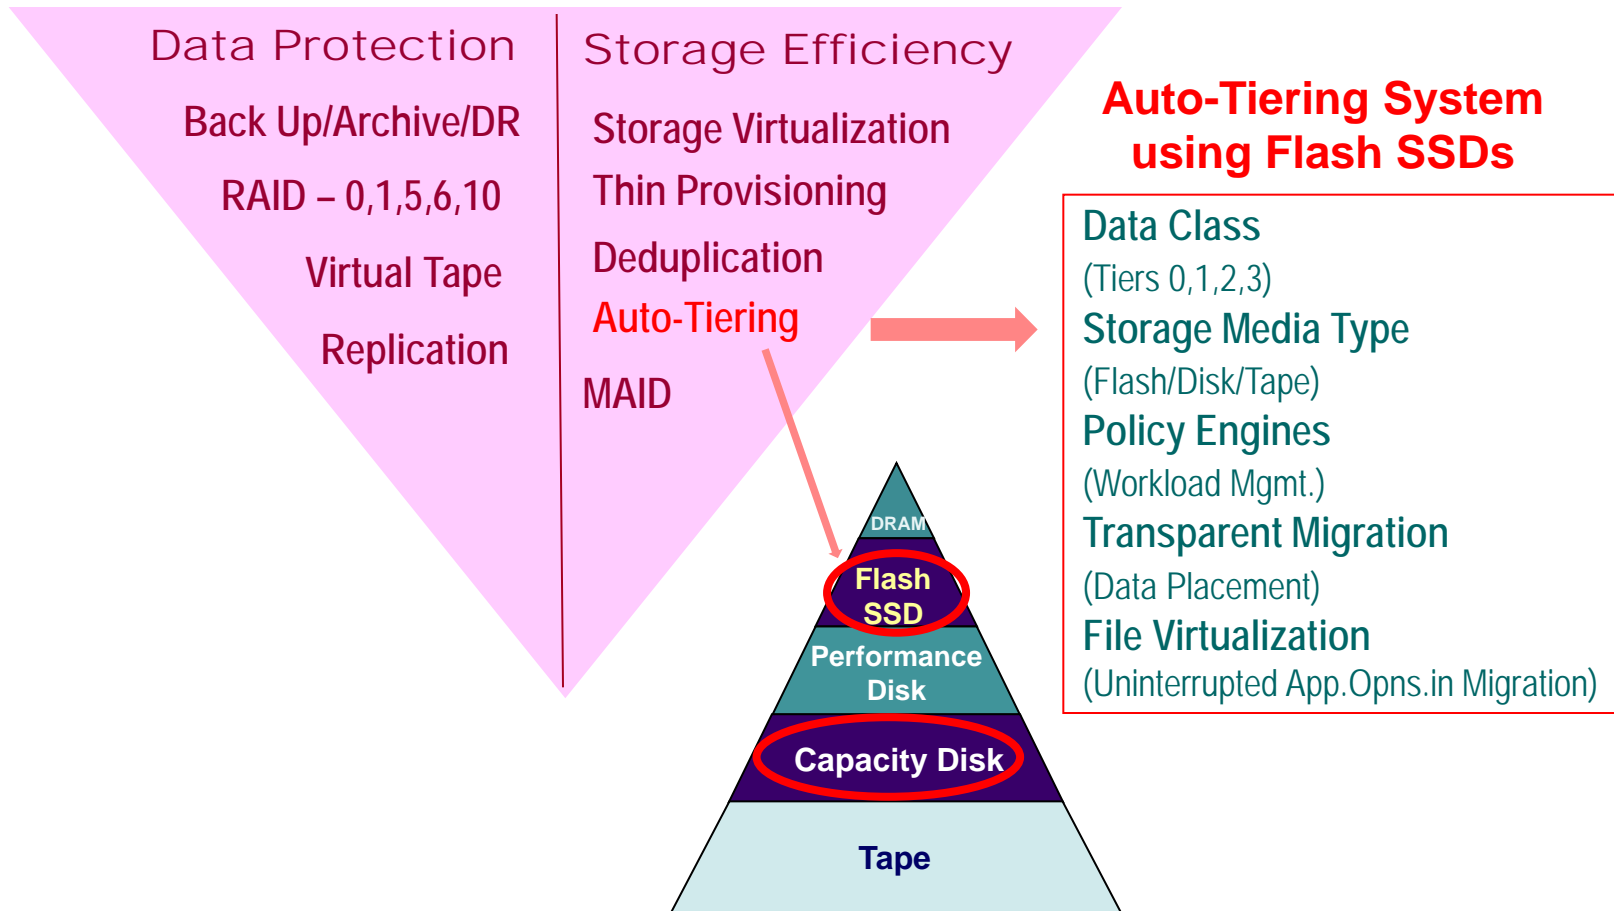 Data Protection
Back Up/Archive/DR
RAID – 0,1,5,6,10
Virtual Tape
Replication
Storage Efficiency
Storage Virtualization
Thin Provisioning
Deduplication
Auto-Tiering
MAID
Auto-Tiering System
using Flash SSDs
Data Class
(Tiers 0,1,2,3)
Storage Media Type
(Flash/Disk/Tape)
Policy Engines
(Workload Mgmt.)
Transparent Migration
(Data Placement)
File Virtualization
(Uninterrupted App.Opns.in Migration)
DRAM
Flash
SSD
Performance
Disk
Capacity Disk
Tape